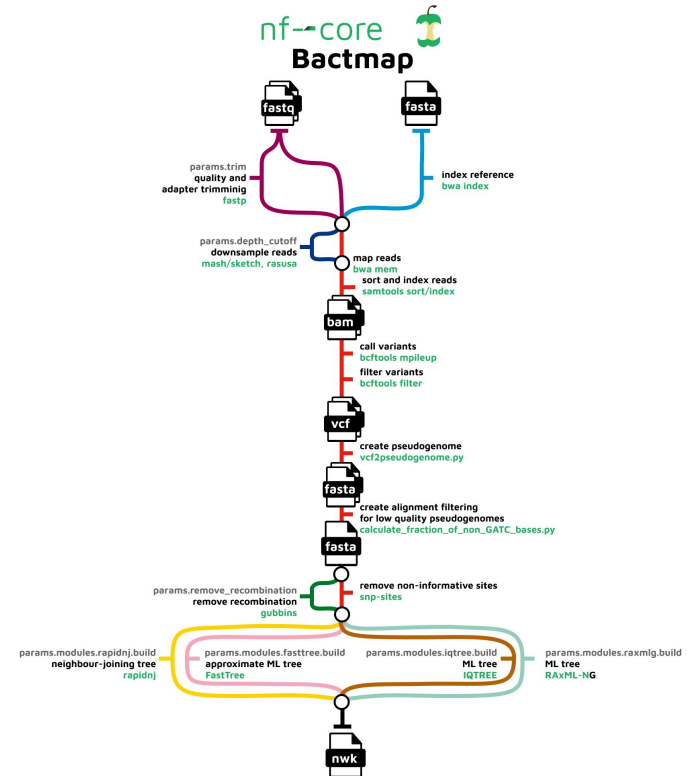 nf-core
Bactmap
fastq
fasta
params.trim
quality and
adapter trimminig
fastp
index reference
bwa index
params.depth_cutoff
downsample reads
mash/sketch, rasusa
map reads
bwa mem
sort and index reads
samtools sort/index
bam
call variants
bcftools mpileup
filter variants
bcftools filter
vcf
create pseudogenome
vcf2pseudogenome.py
fasta
create alignment filtering
for low quality pseudogenomes
calculate_fraction_of_non_GATC_bases.py
fasta
params.remove_recombination
remove recombination
gubbins
remove non-informative sites
snp-sites
params.modules.rapidnj.build
neighbour-joining tree
rapidnj
params.modules.fasttree.build
approximate ML tree
FastTree
params.modules.iqtree.build
ML tree
IQTREE
params.modules.raxmlg.build
ML tree
RAxML-NG
nwk